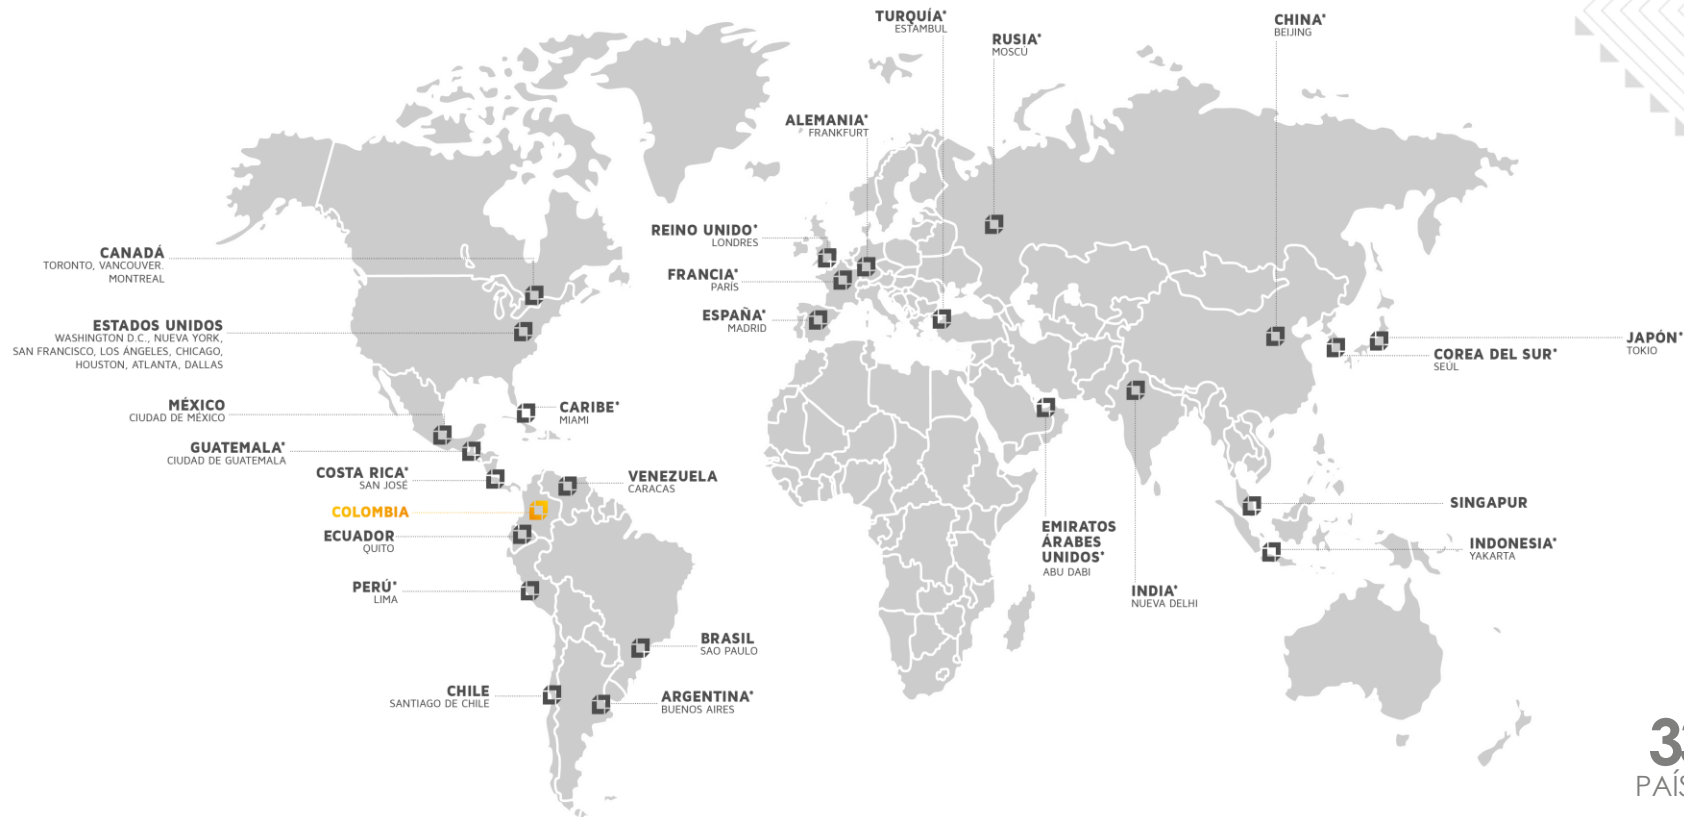 TURQUÍA*
ESTAMBUL
RUSIA*
MOSCÚ
CHINA*
BEIJING
ALEMANIA*
FRANKFURT
REINO UNIDO*
LONDRES
FRANCIA*
PARÍS
ESPAÑA*
MADRID
CANADÁ
TORONTO, VANCOUVER.
MONTREAL
ESTADOS UNIDOS
WASHINGTON D.C., NUEVA YORK,
SAN FRANCISCO, LOS ÁNGELES, CHICAGO,
HOUSTON, ATLANTA, DALLAS
JAPÓN*
TOKIO
COREA DEL SUR*
SEÚL
MÉXICO
CIUDAD DE MÉXICO
CARIBE*
MIAMI
GUATEMALA*
CIUDAD DE GUATEMALA
COSTA RICA*
SAN JOSÉ
VENEZUELA
CARACAS
COLOMBIA
ECUADOR
QUITO
PERÚ*
LIMA
BRASIL
SAO PAULO
CHILE
SANTIAGO DE CHILE
ARGENTINA*
BUENOS AIRES
EMIRATOS
ÁRABES
UNIDOS*
ABU DABI
INDIA*
NUEVA DELHI
SINGAPUR
INDONESIA*
YAKARTA